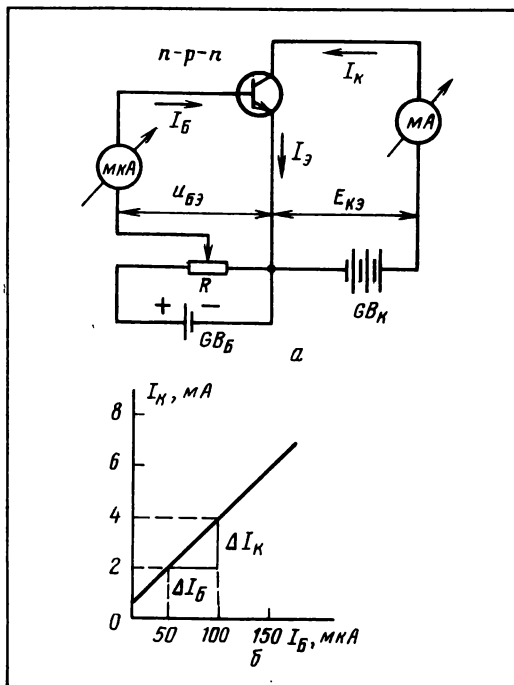 n-p-n
I_К
I_Б
I_Э
мкА
мА
u_БЭ
E_КЭ
R
+ −
GB_Б
GB_К
а
I_К, мА
8
6
4
ΔI_К
2
ΔI_Б
0
50 100 150 I_Б, мкА
б